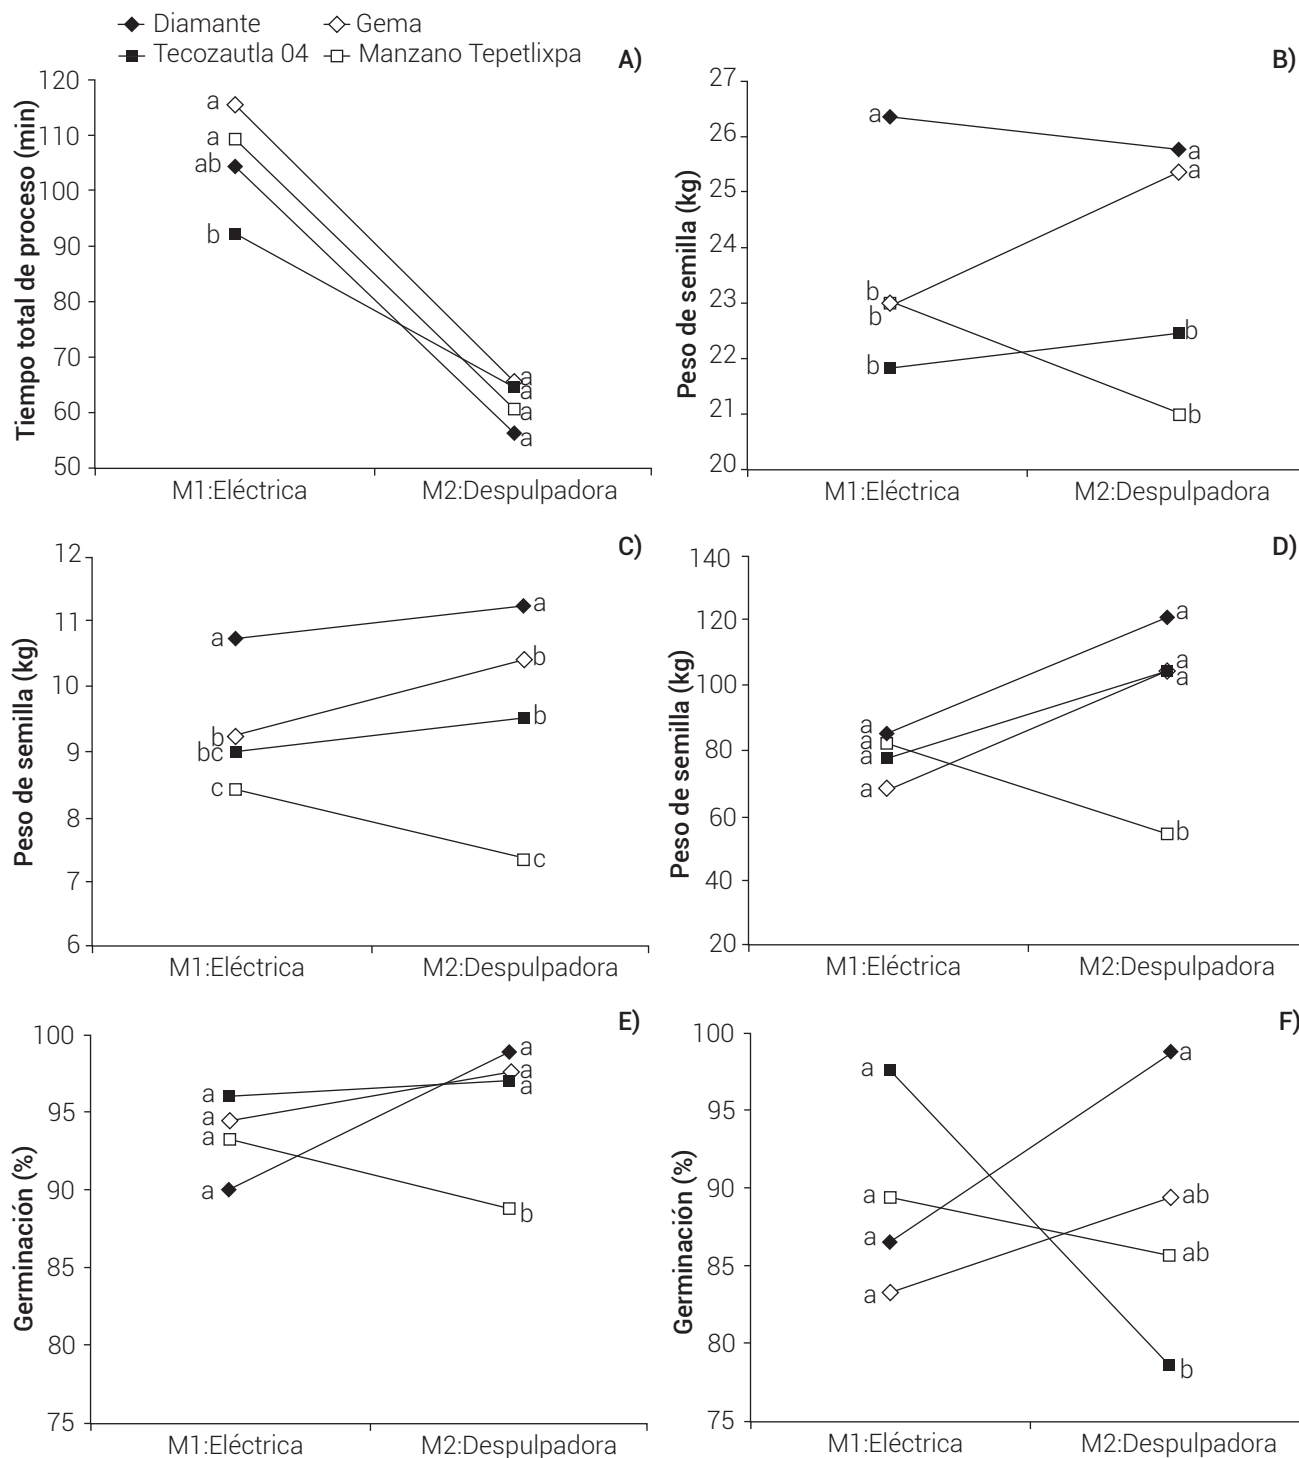 Diamante
Gema
Tecozautla 04
Manzano Tepetlixpa
A)
Tiempo total de proceso (min)
120
110
100
90
80
70
60
50
a
a
ab
b
a
a
a
a
M1:Eléctrica
M2:Despulpadora
B)
Peso de semilla (kg)
27
26
25
24
23
22
21
20
a
b
b
b
a
a
b
b
M1:Eléctrica
M2:Despulpadora
C)
Peso de semilla (kg)
12
11
10
9
8
7
6
a
b
bc
c
a
b
b
c
M1:Eléctrica
M2:Despulpadora
D)
Peso de semilla (kg)
140
120
100
80
60
40
20
a
a
a
a
a
a
a
b
M1:Eléctrica
M2:Despulpadora
E)
Germinación (%)
100
95
90
85
80
75
a
a
a
a
a
a
a
b
M1:Eléctrica
M2:Despulpadora
F)
Germinación (%)
100
95
90
85
80
75
a
a
a
a
a
ab
ab
b
M1:Eléctrica
M2:Despulpadora